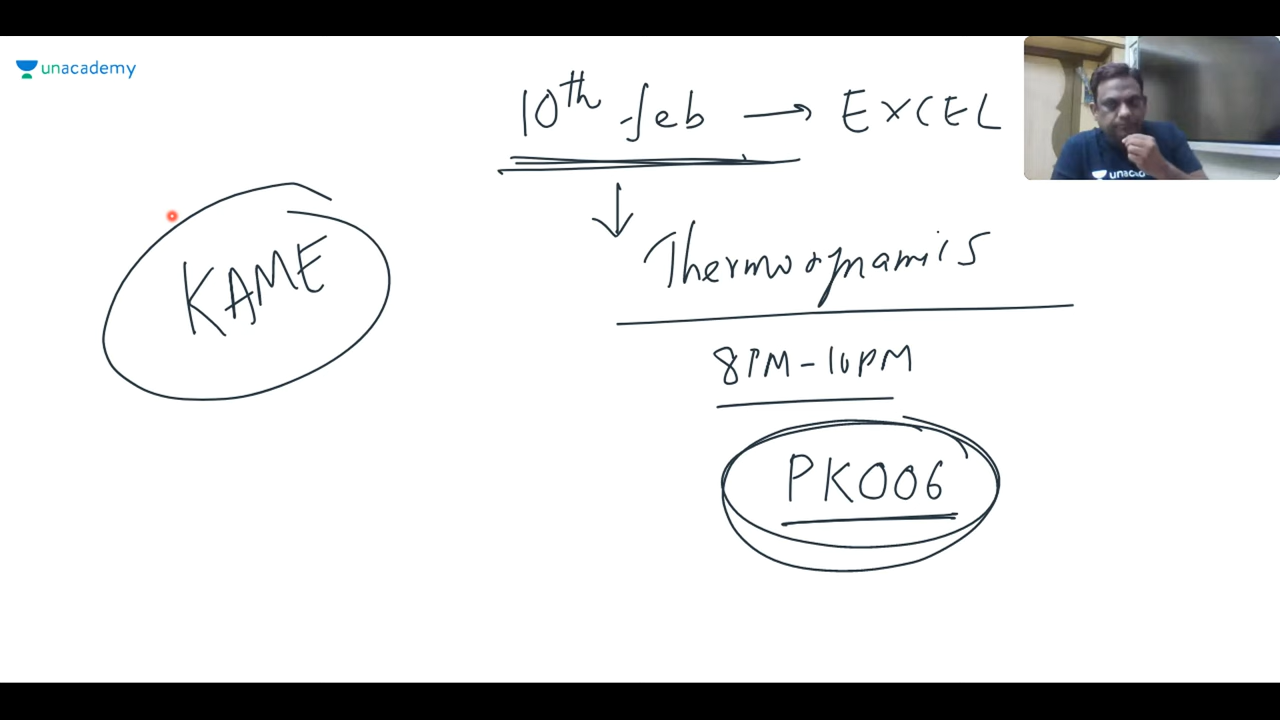 unacademy
10th feb → EXCEL
KAME
Thermodynamics
8PM-10PM
PK006